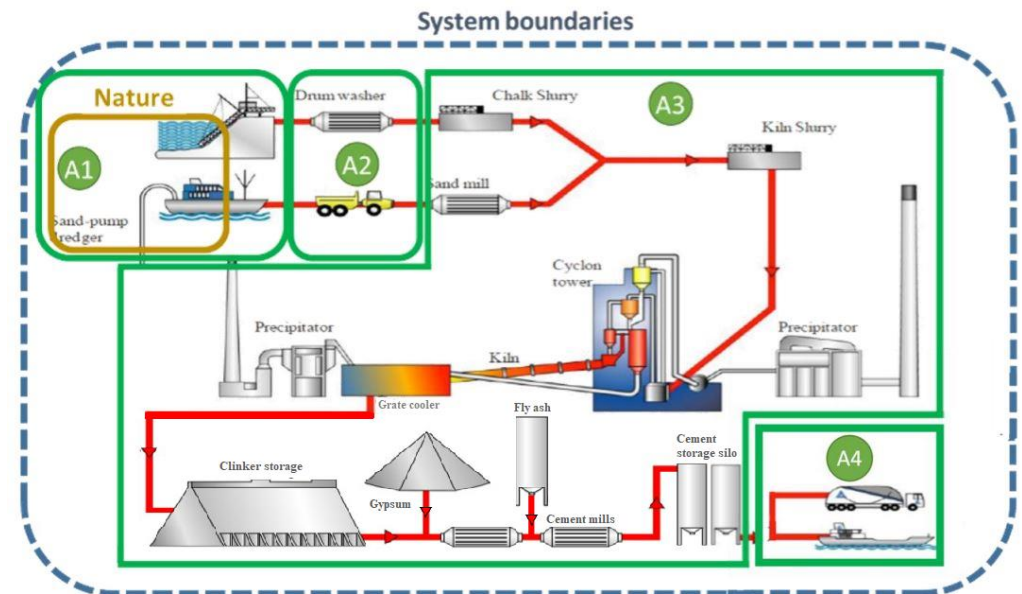 System boundaries
Nature
A1
Sand-pump
dredger
Drum washer
A2
Chalk Slurry
Sand mill
A3
Kiln Slurry
Cyclon
tower
Precipitator
Kiln
Precipitator
Grate cooler
Fly ash
Clinker storage
Gypsum
Cement mills
Cement
storage silo
A4